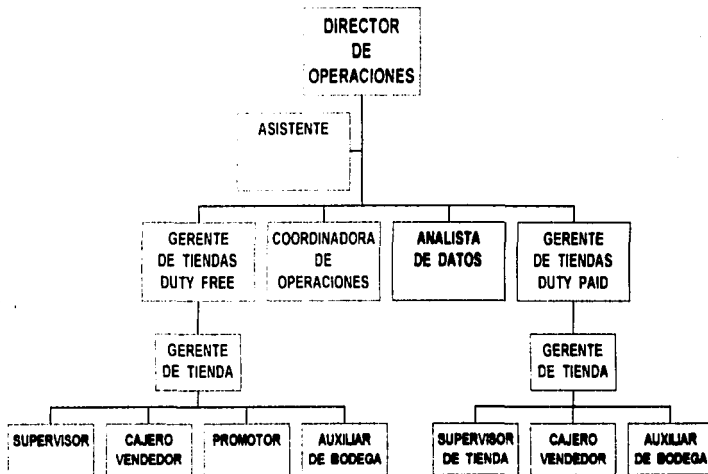 DIRECTOR
DE
OPERACIONES
ASISTENTE
GERENTE
DE TIENDAS
DUTY FREE
COORDINADORA
DE
OPERACIONES
ANALISTA
DE DATOS
GERENTE
DE TIENDAS
DUTY PAID
GERENTE
DE TIENDA
GERENTE
DE TIENDA
SUPERVISOR
CAJERO
VENDEDOR
PROMOTOR
AUXILIAR
DE BODEGA
SUPERVISOR
DE TIENDA
CAJERO
VENDEDOR
AUXILIAR
DE BODEGA